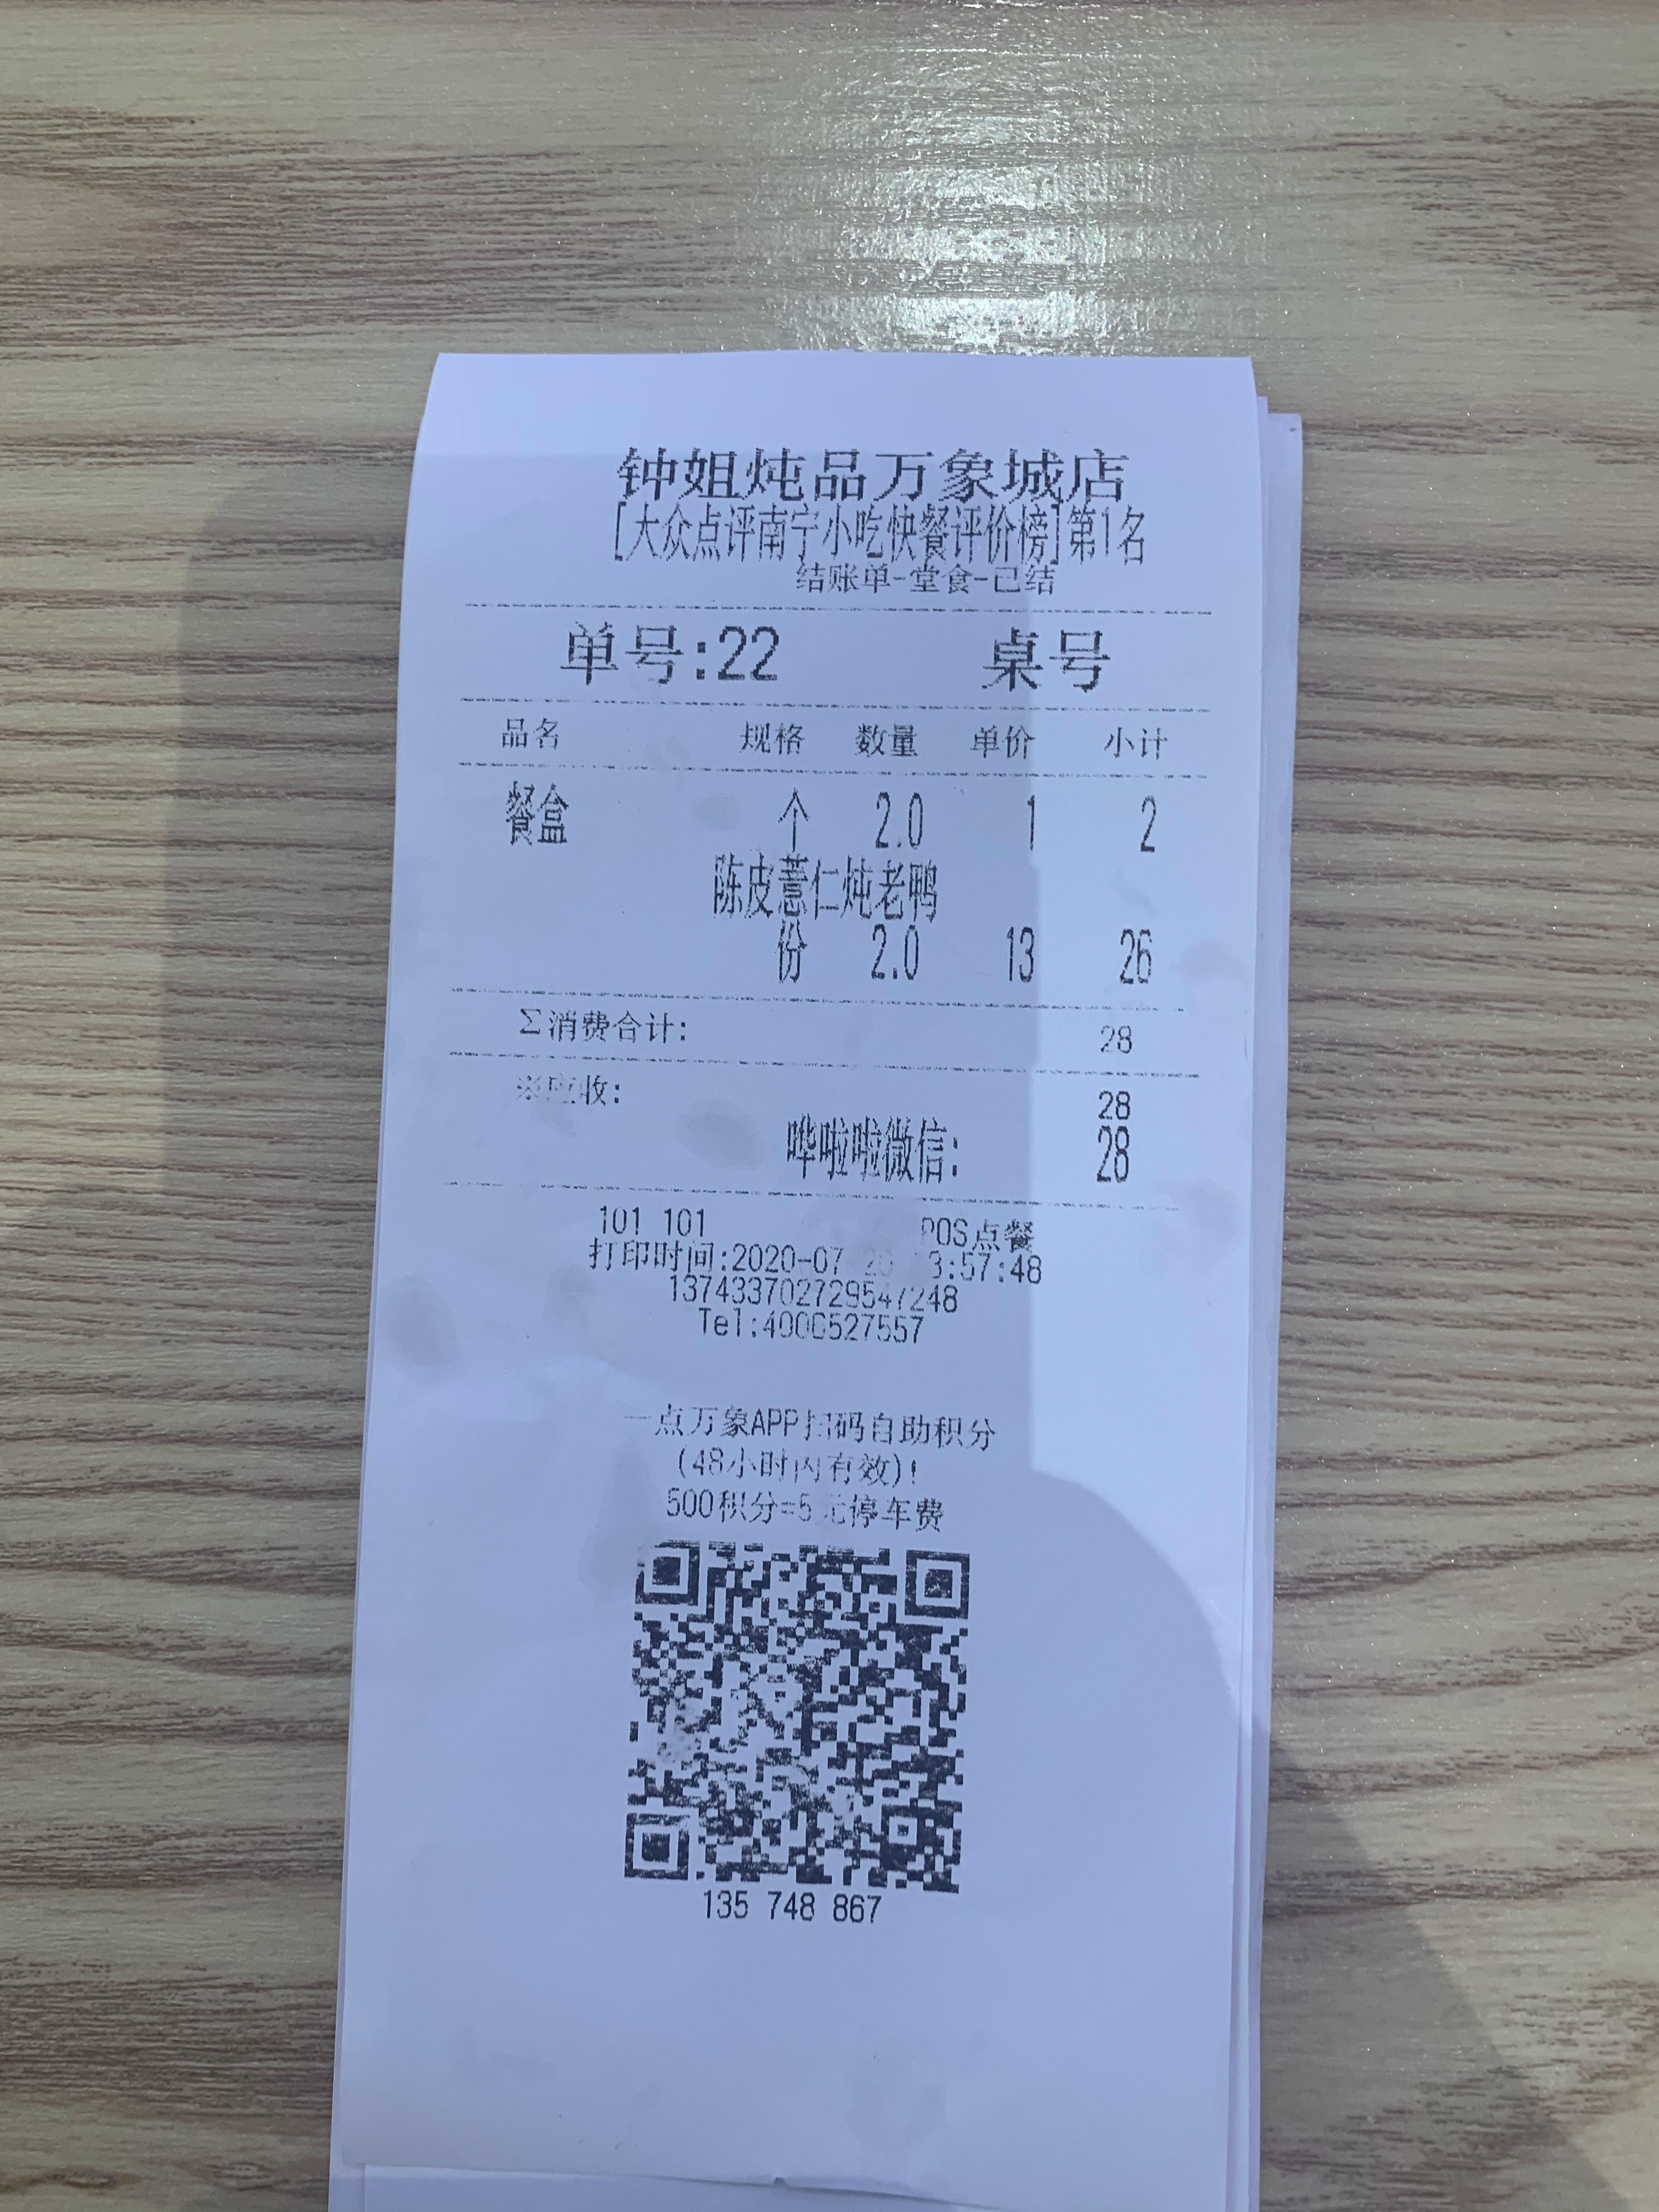 钟姐炖品万象城店
[大众点评南宁小吃快餐评价榜]第1名
结账单-堂食-已结
单号:22 桌号
品名 规格 数量 单价 小计
餐盒 个 2.0 1 2
陈皮薏仁炖老鸭
份 2.0 13 26
∑消费合计: 28
※应收: 28
哗啦啦微信: 28
101 101 POS点餐
打印时间:2020-07 3:57:48
Tel:4000527557
一点万象APP扫码自助积分
(48小时内有效)!
500积分=5元停车费
135 748 867